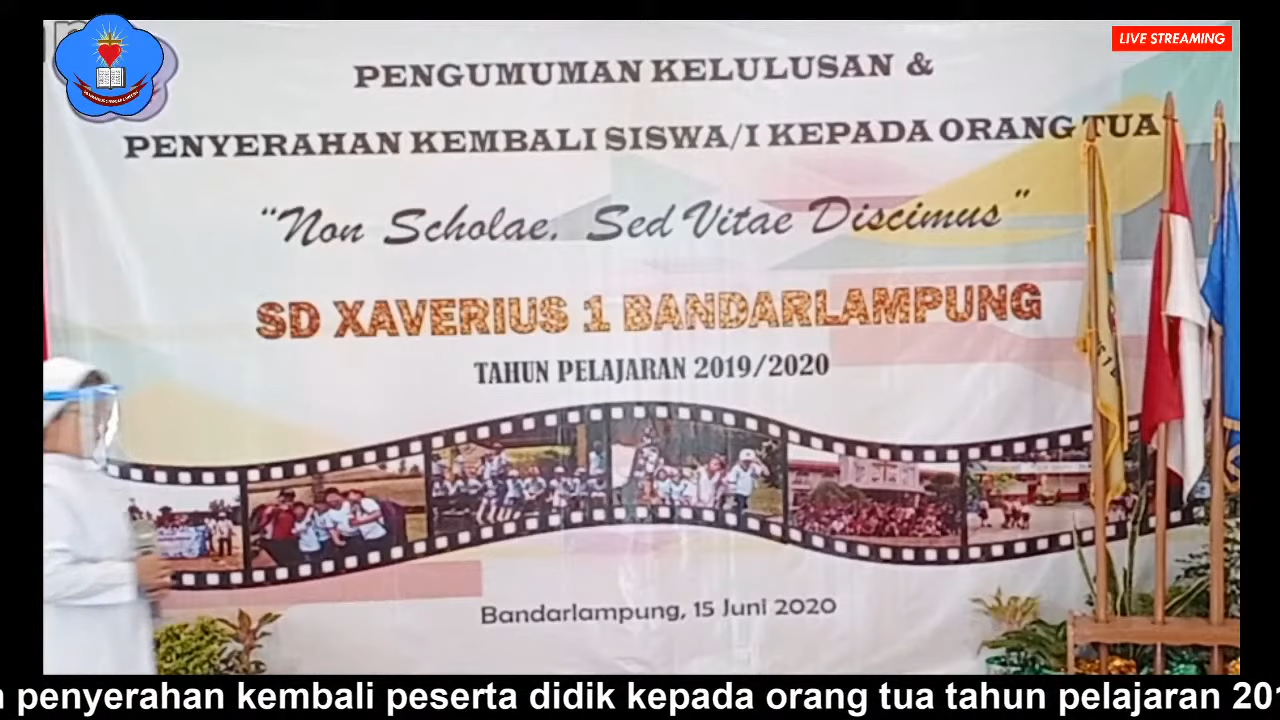 LIVE STREAMING
PENGUMUMAN KELULUSAN &
PENYERAHAN KEMBALI SISWA/I KEPADA ORANG TUA
"Non Scholae, Sed Vitae Discimus"
SD XAVERIUS 1 BANDARLAMPUNG
TAHUN PELAJARAN 2019/2020
Bandarlampung, 15 Juni 2020
penyerahan kembali peserta didik kepada orang tua tahun pelajaran 201